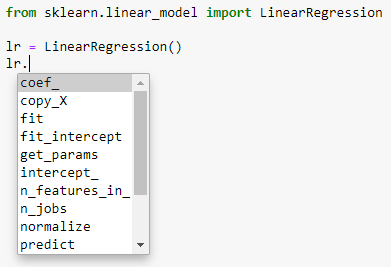 from sklearn.linear_model import LinearRegression
lr = LinearRegression()
lr.
coef_
copy_X
fit
fit_intercept
get_params
intercept_
n_features_in_
n_jobs
normalize
predict